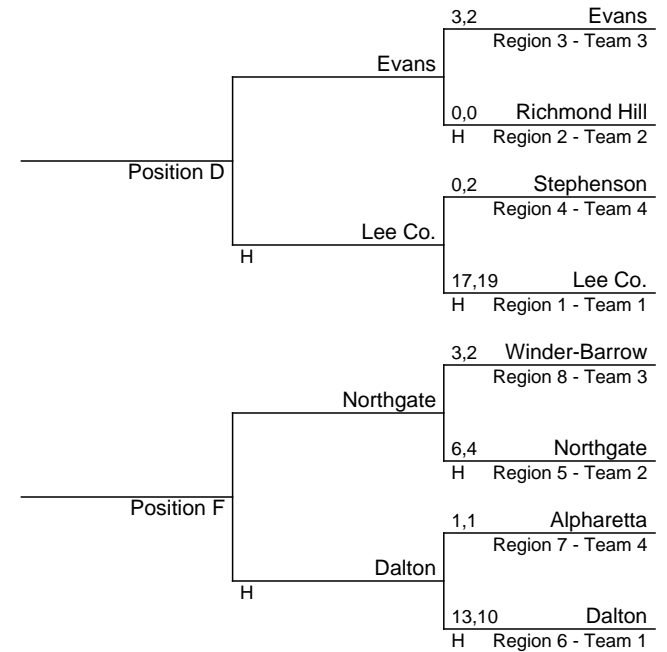 3,2 Evans
Region 3 - Team 3
Evans
0,0 Richmond Hill
H Region 2 - Team 2
Position D
0,2 Stephenson
Region 4 - Team 4
Lee Co.
H
17,19 Lee Co.
H Region 1 - Team 1
3,2 Winder-Barrow
Region 8 - Team 3
Northgate
6,4 Northgate
H Region 5 - Team 2
Position F
1,1 Alpharetta
Region 7 - Team 4
Dalton
H
13,10 Dalton
H Region 6 - Team 1